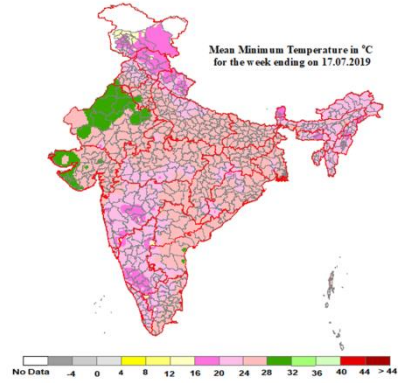 Mean Minimum Temperature in °C
for the week ending on 17.07.2019
No Data -4 0 4 8 12 16 20 24 28 32 36 40 44 > 44